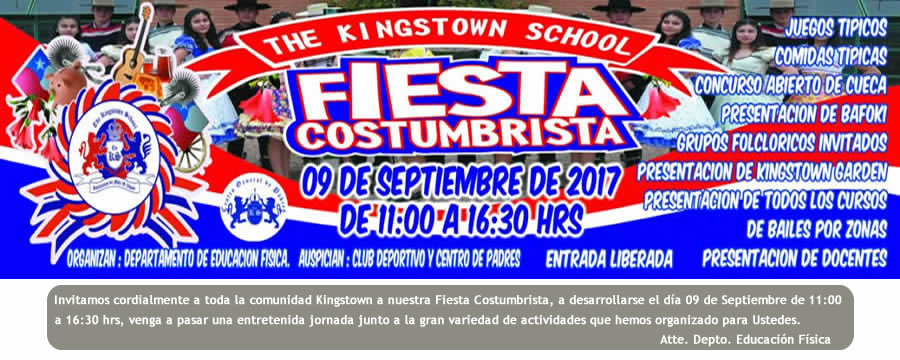 THE KINGSTOWN SCHOOL
FIESTA
COSTUMBRISTA
09 DE SEPTIEMBRE DE 2017
DE 11:00 A 16:30 HRS
JUEGOS TIPICOS
COMIDAS TÍPICAS
CONCURSO ABIERTO DE CUECA
PRESENTACION DE BAFOKI
GRUPOS FOLCLORICOS INVITADOS
PRESENTACION DE KINGSTOWN GARDEN
PRESENTACION DE TODOS LOS CURSOS
DE BAILES POR ZONAS
PRESENTACION DE DOCENTES
ORGANIZAN : DEPARTAMENTO DE EDUCACION FISICA. AUSPICIAN : CLUB DEPORTIVO Y CENTRO DE PADRES
ENTRADA LIBERADA
Invitamos cordialmente a toda la comunidad Kingstown a nuestra Fiesta Costumbrista, a desarrollarse el día 09 de Septiembre de 11:00
a 16:30 hrs, venga a pasar una entretenida jornada junto a la gran variedad de actividades que hemos organizado para Ustedes.
Atte. Depto. Educación Física